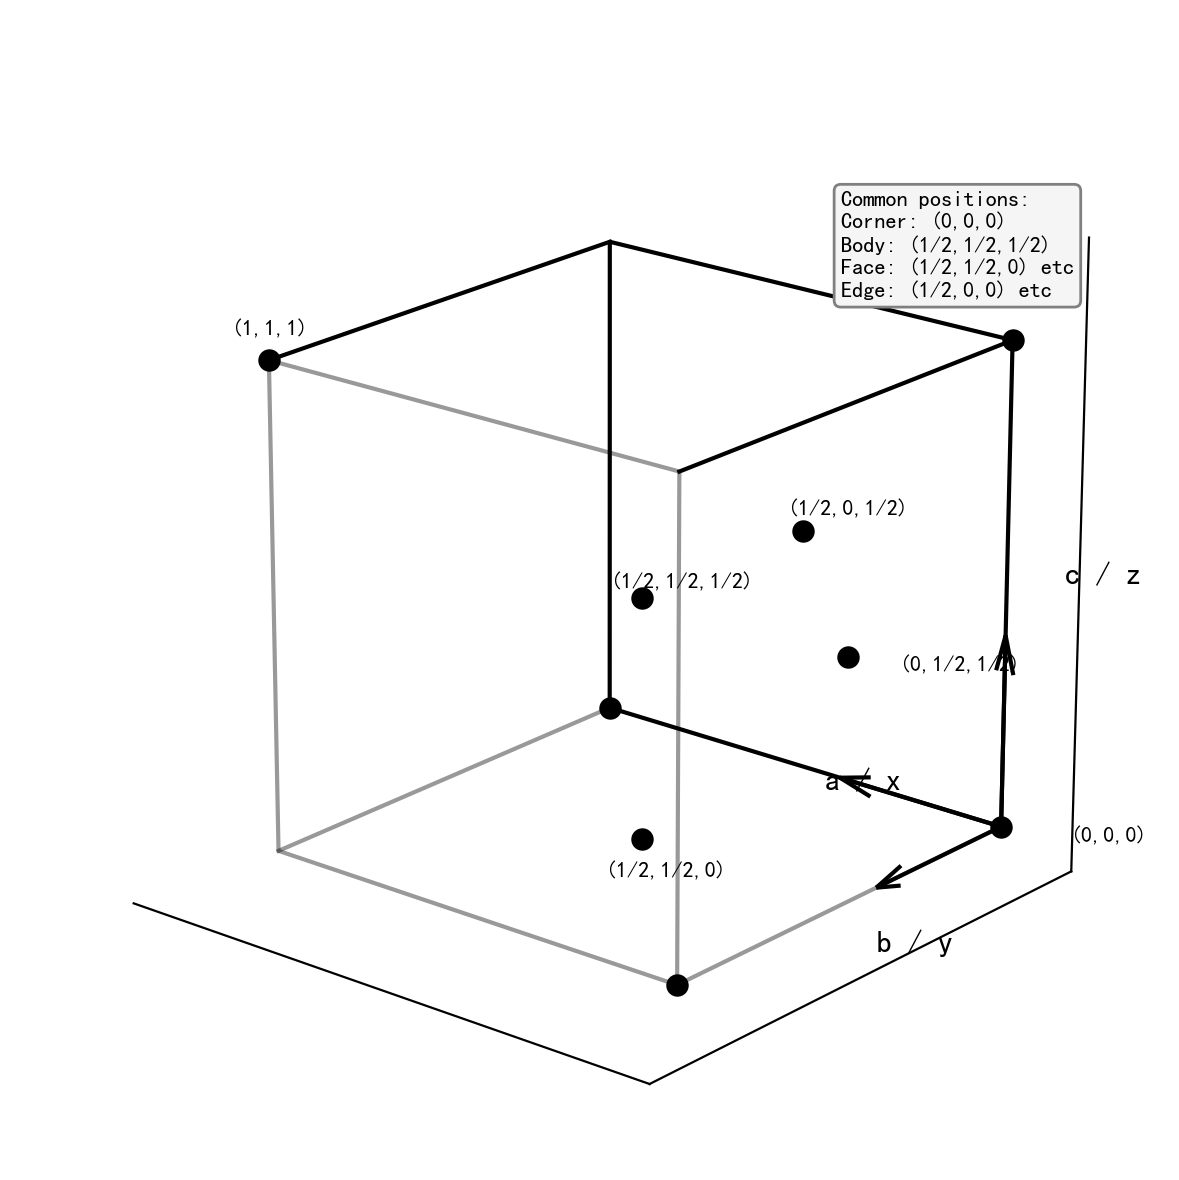 Common positions:
Corner: (0,0,0)
Body: (1/2,1/2,1/2)
Face: (1/2,1/2,0) etc
Edge: (1/2,0,0) etc
(1,1,1)
(1/2,0,1/2)
(1/2,1/2,1/2)
c / z
(0,1/2,1/2)
a / x
(0,0,0)
(1/2,1/2,0)
b / y